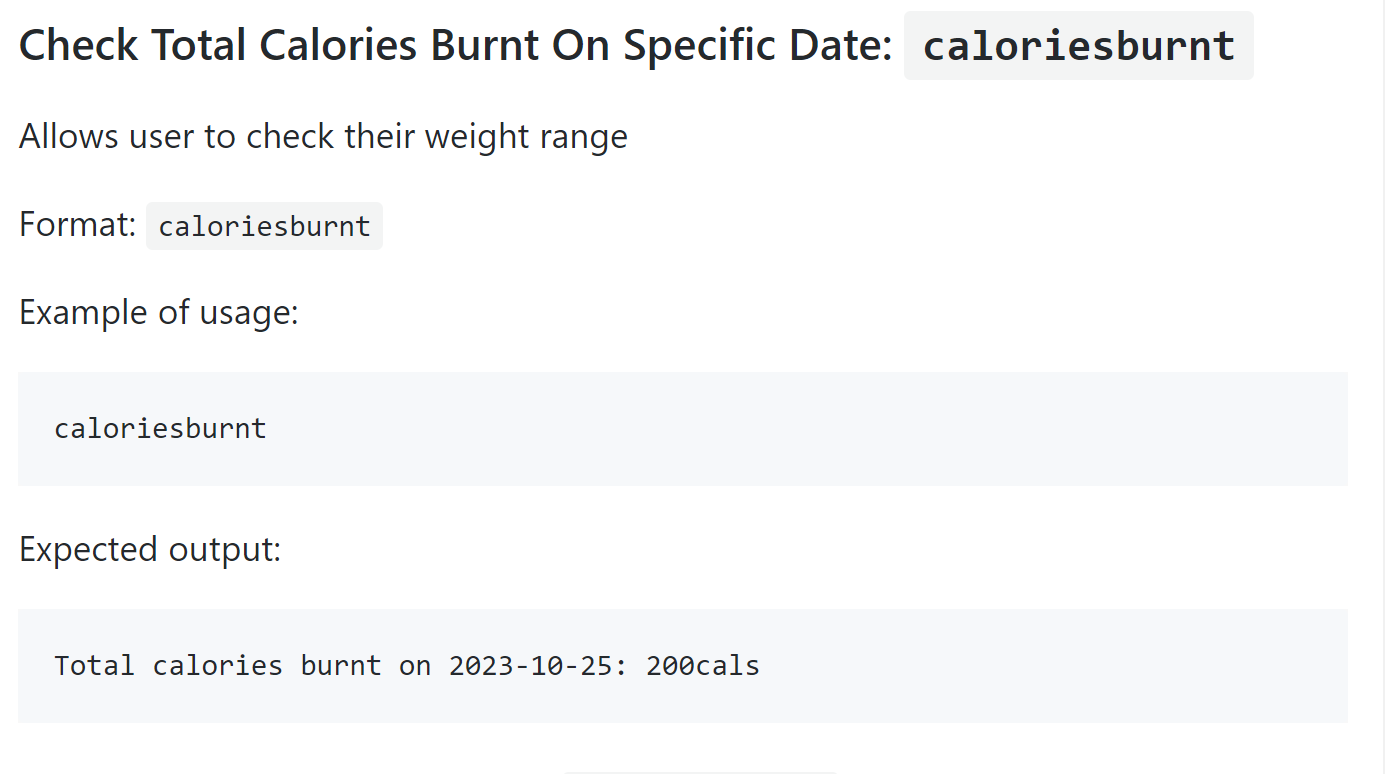 Check Total Calories Burnt On Specific Date: caloriesburnt
Allows user to check their weight range
Format: caloriesburnt
Example of usage:
caloriesburnt
Expected output:
Total calories burnt on 2023-10-25: 200cals